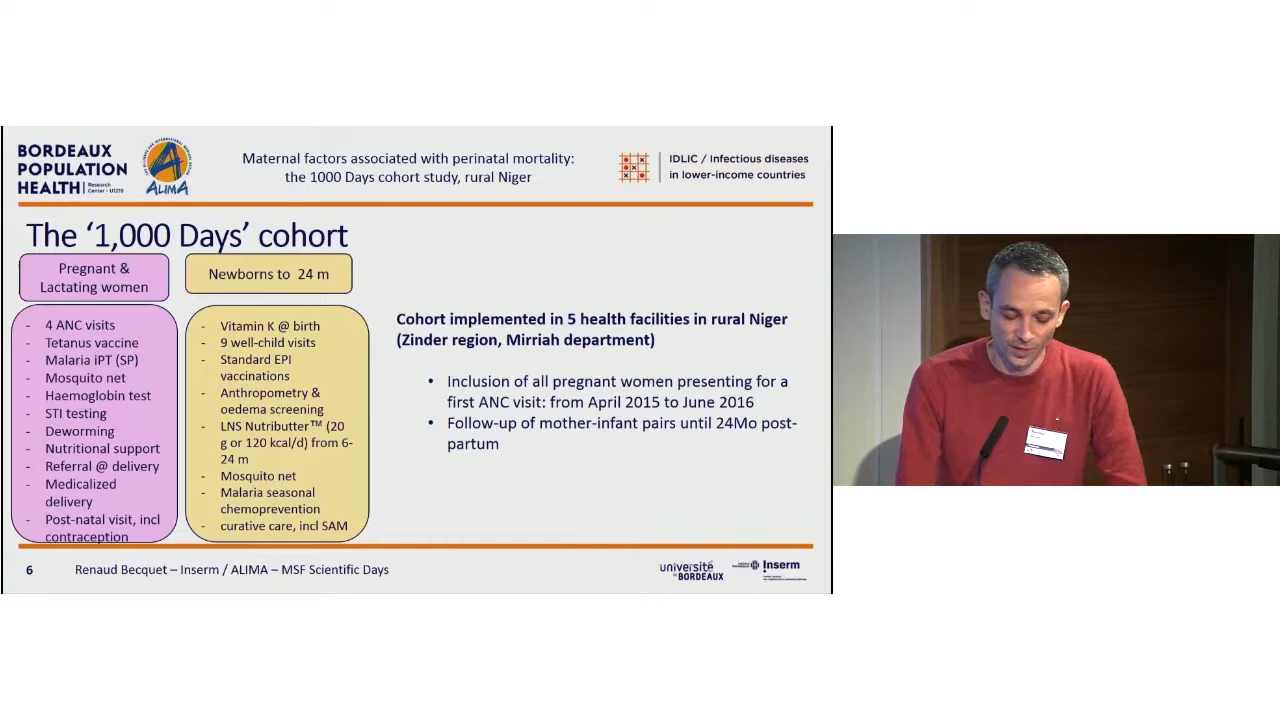 BORDEAUX
POPULATION
HEALTH
Research
Center - U1219
ALIMA
Maternal factors associated with perinatal mortality:
the 1000 Days cohort study, rural Niger
IDLIC / Infectious diseases
in lower-income countries
The ‘1,000 Days’ cohort
Pregnant &
Lactating women
- 4 ANC visits
- Tetanus vaccine
- Malaria iPT (SP)
- Mosquito net
- Haemoglobin test
- STI testing
- Deworming
- Nutritional support
- Referral @ delivery
- Medicalized
delivery
- Post-natal visit, incl
contraception
Newborns to 24 m
- Vitamin K @ birth
- 9 well-child visits
- Standard EPI
vaccinations
- Anthropometry &
oedema screening
- LNS Nutributter™ (20
g or 120 kcal/d) from 6-
24 m
- Mosquito net
- Malaria seasonal
chemoprevention
- curative care, incl SAM
Cohort implemented in 5 health facilities in rural Niger
(Zinder region, Mirriah department)
• Inclusion of all pregnant women presenting for a
first ANC visit: from April 2015 to June 2016
• Follow-up of mother-infant pairs until 24Mo post-
partum
6
Renaud Becquet – Inserm / ALIMA – MSF Scientific Days
université
de BORDEAUX
Inserm